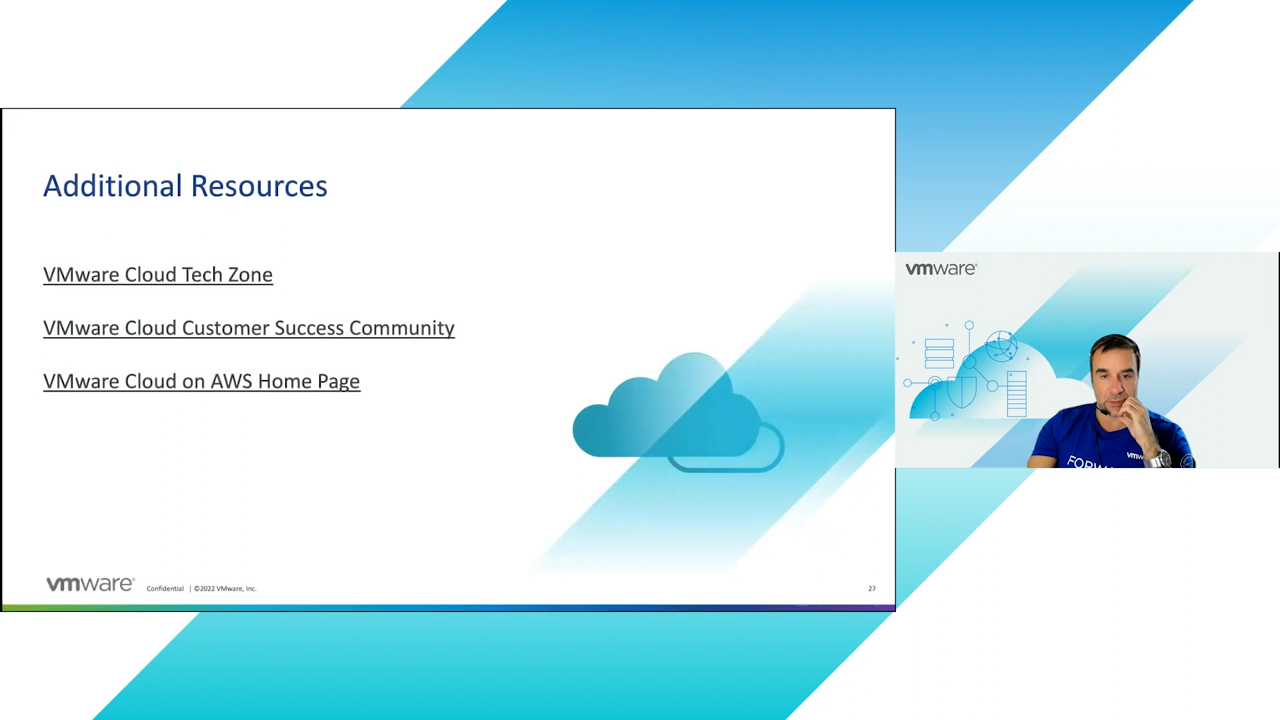 Additional Resources
VMware Cloud Tech Zone
VMware Cloud Customer Success Community
VMware Cloud on AWS Home Page
vmware®
Confidential | ©2022 VMware, Inc.
27
vmware®